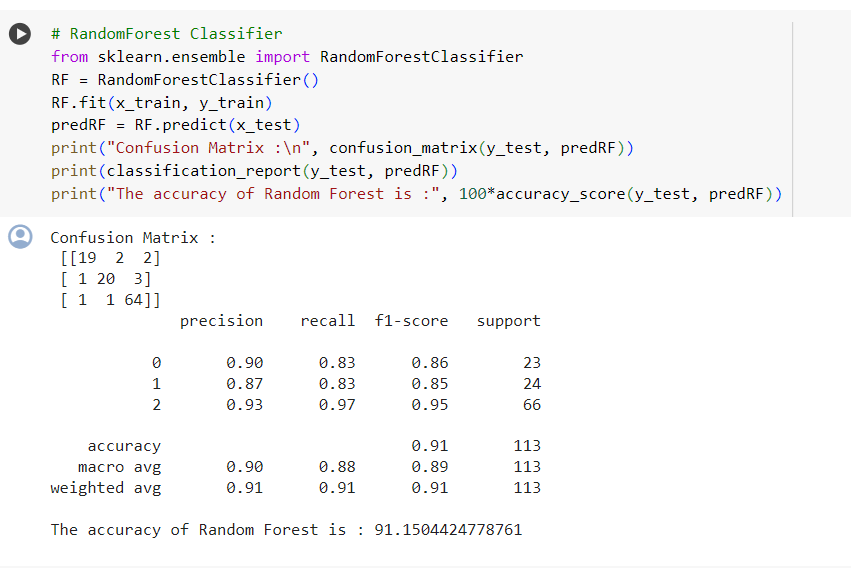 # RandomForest Classifier
from sklearn.ensemble import RandomForestClassifier
RF = RandomForestClassifier()
RF.fit(x_train, y_train)
predRF = RF.predict(x_test)
print("Confusion Matrix :\n", confusion_matrix(y_test, predRF))
print(classification_report(y_test, predRF))
print("The accuracy of Random Forest is :", 100*accuracy_score(y_test, predRF))
Confusion Matrix :
 [[19  2  2]
 [ 1 20  3]
 [ 1  1 64]]
              precision    recall  f1-score   support
           0       0.90      0.83      0.86        23
           1       0.87      0.83      0.85        24
           2       0.93      0.97      0.95        66
    accuracy                           0.91       113
   macro avg       0.90      0.88      0.89       113
weighted avg       0.91      0.91      0.91       113
The accuracy of Random Forest is : 91.1504424778761